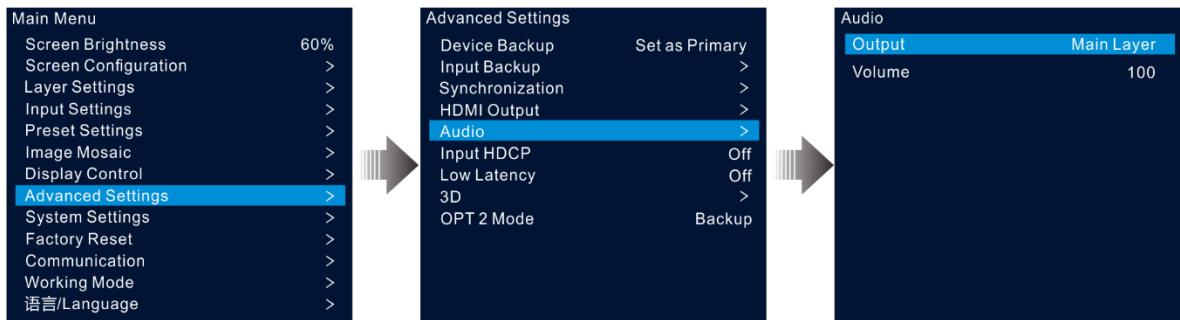 Main Menu
Screen Brightness 60%
Screen Configuration >
Layer Settings >
Input Settings >
Preset Settings >
Image Mosaic >
Display Control >
Advanced Settings >
System Settings >
Factory Reset >
Communication >
Working Mode >
语言/Language >
Advanced Settings
Device Backup Set as Primary
Input Backup >
Synchronization >
HDMI Output >
Audio >
Input HDCP Off
Low Latency Off
3D >
OPT 2 Mode Backup
Audio
Output Main Layer
Volume 100